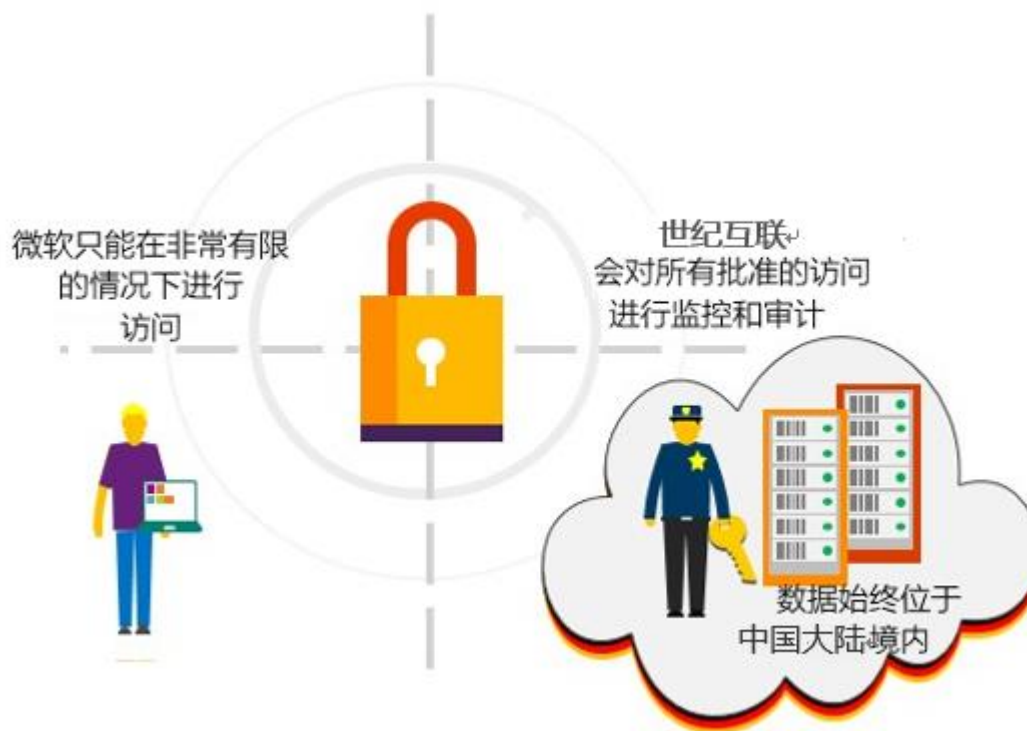 微软只能在非常有限
的情况下进行
访问
世纪互联
会对所有批准的访问
进行监控和审计
数据始终位于
中国大陆境内